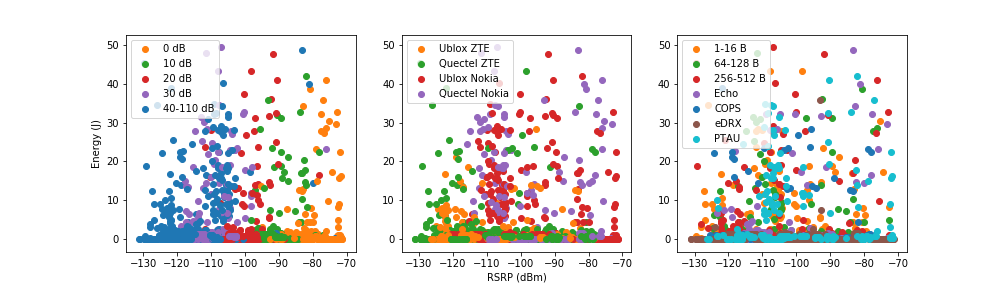 0 dB
10 dB
20 dB
30 dB
40-110 dB
50
40
30
20
10
0
Energy (J)
−130 −120 −110 −100 −90 −80 −70
Ublox ZTE
Quectel ZTE
Ublox Nokia
Quectel Nokia
50
40
30
20
10
0
−130 −120 −110 −100 −90 −80 −70
RSRP (dBm)
1-16 B
64-128 B
256-512 B
Echo
COPS
eDRX
PTAU
50
40
30
20
10
0
−130 −120 −110 −100 −90 −80 −70